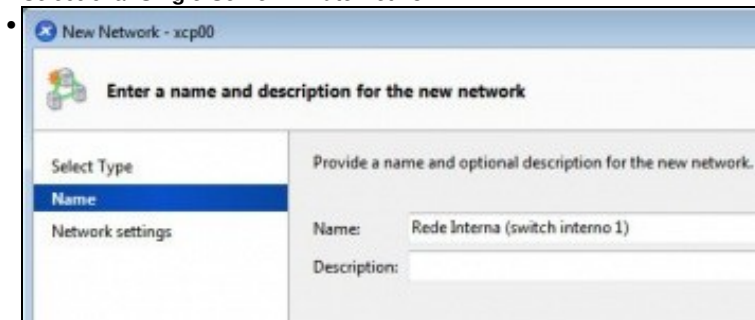 New Network - xcp00
Enter a name and description for the new network
Select Type
Provide a name and optional description for the new network.
Name
Network settings
Name: Rede Interna (switch interno 1)
Description: